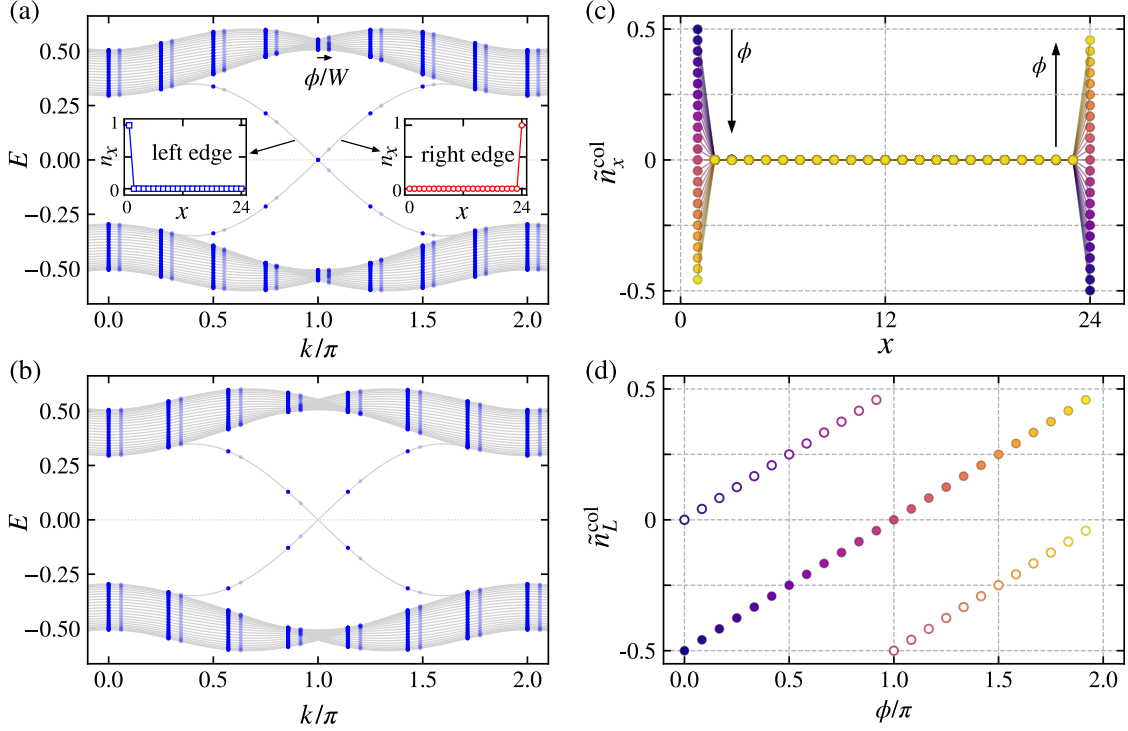 (a)
0.50
0.25
0.00
−0.25
−0.50
E
ϕ/W
1
n_x
0
left edge
0
24
x
1
n_x
0
right edge
0
24
x
0.0
0.5
1.0
1.5
2.0
k/π
(b)
0.50
0.25
0.00
−0.25
−0.50
E
0.0
0.5
1.0
1.5
2.0
k/π
(c)
0.5
0
-0.5
ñ_x^col
ϕ
ϕ
0
12
24
x
(d)
0.5
0
-0.5
ñ_L^col
0.0
0.5
1.0
1.5
2.0
ϕ/π